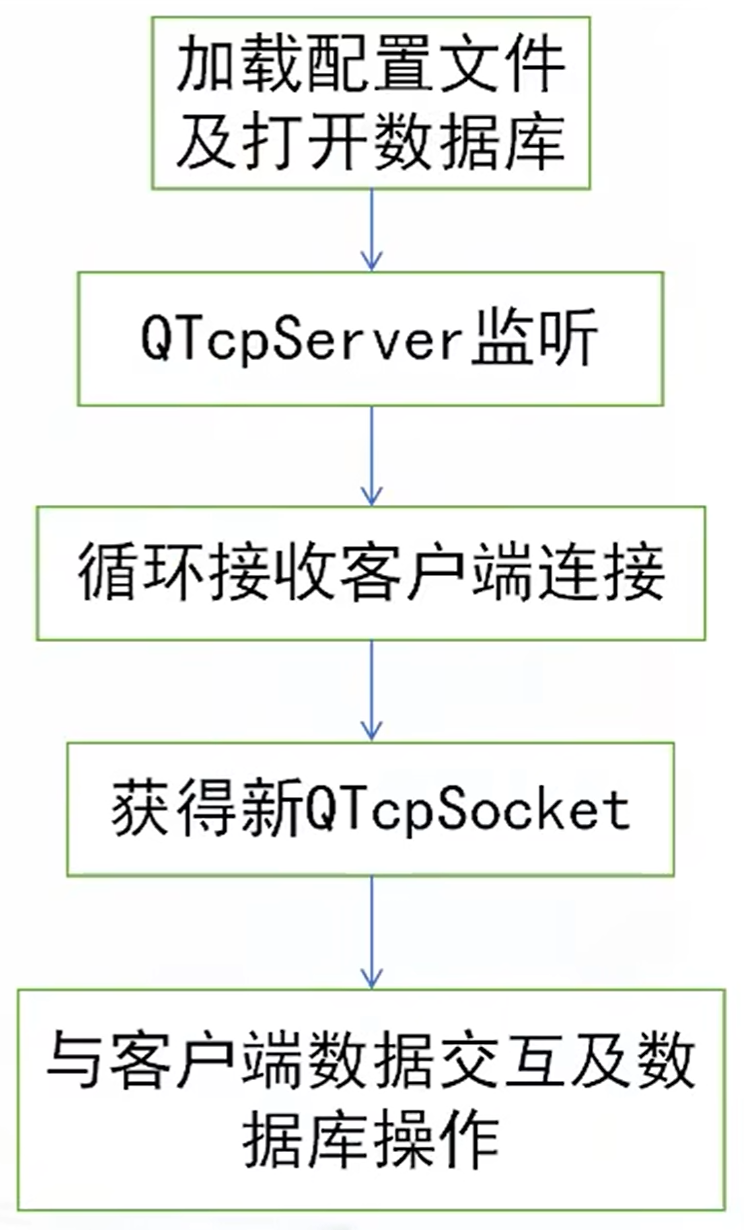 加载配置文件
及打开数据库
QTcpServer监听
循环接收客户端连接
获得新QTcpSocket
与客户端数据交互及数
据库操作